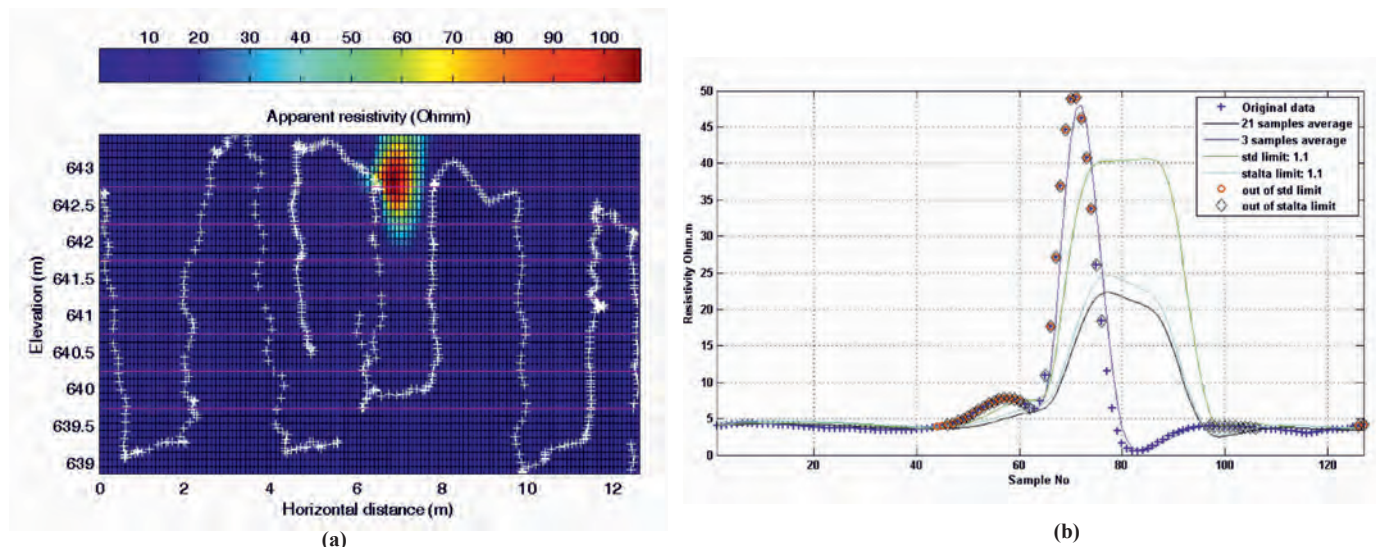 10 20 30 40 50 60 70 80 90 100
Apparent resistivity (Ohmm)
643
642.5
642
641.5
641
640.5
640
639.5
639
Elevation (m)
0 2 4 6 8 10 12
Horizontal distance (m)
(a)
50
45
40
35
30
25
20
15
10
5
0
Resistivity Ohm.m
Original data
21 samples average
3 samples average
std limit: 1.1
stalta limit: 1.1
out of std limit
out of stalta limit
20 40 60 80 100 120
Sample No
(b)